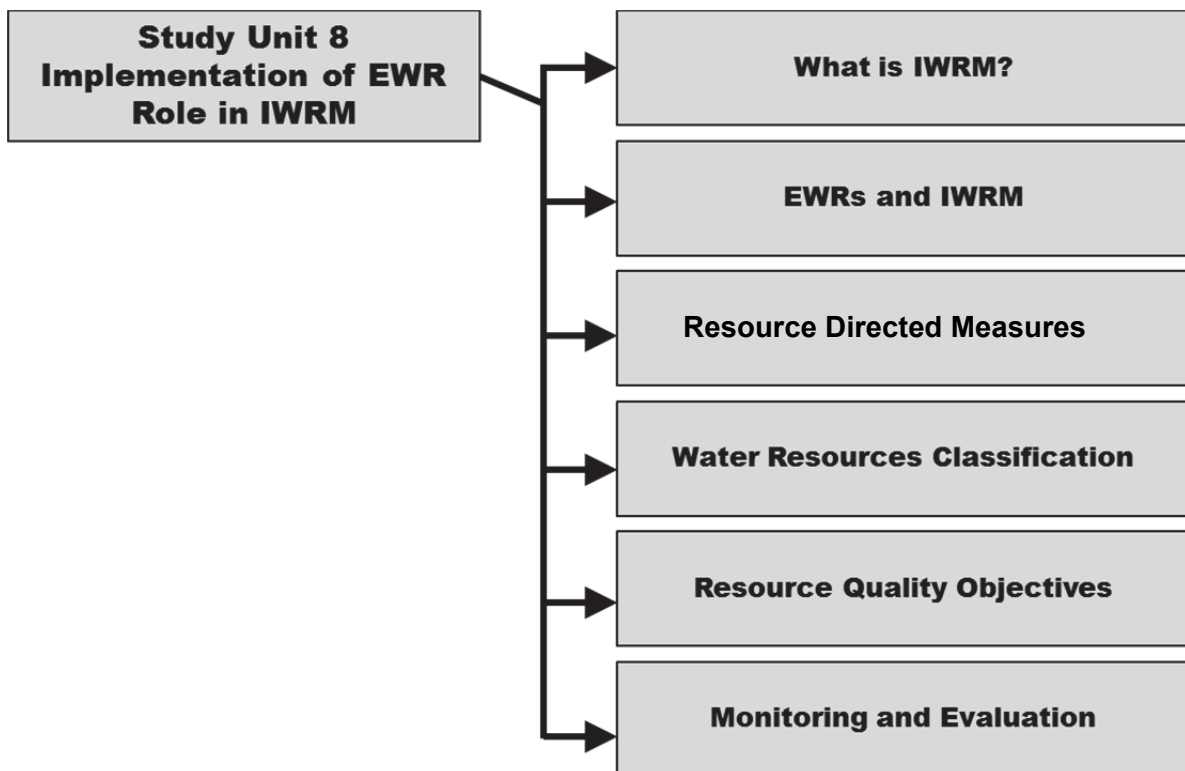 Study Unit 8
Implementation of EWR
Role in IWRM
What is IWRM?
EWRs and IWRM
Resource Directed Measures
Water Resources Classification
Resource Quality Objectives
Monitoring and Evaluation